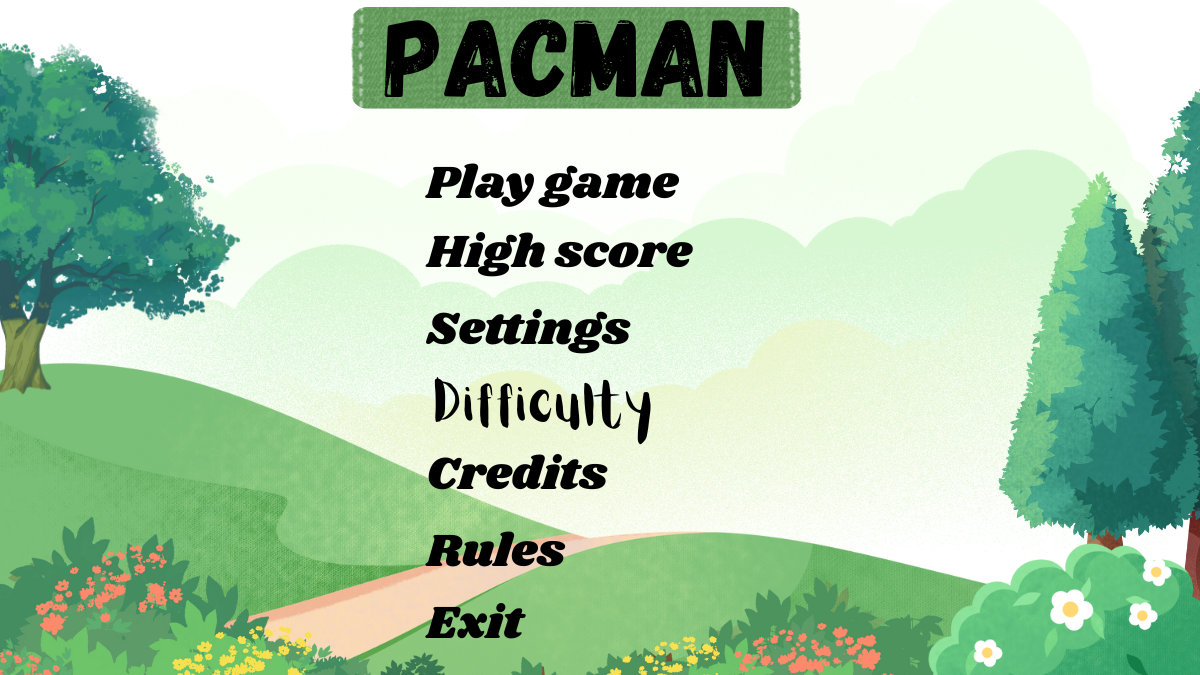 PACMAN
Play game
High score
Settings
Difficulty
Credits
Rules
Exit